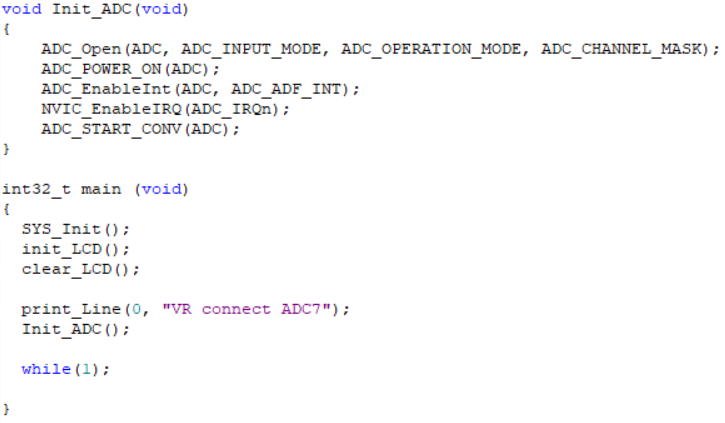 void Init_ADC(void)
{
    ADC_Open(ADC, ADC_INPUT_MODE, ADC_OPERATION_MODE, ADC_CHANNEL_MASK);
    ADC_POWER_ON(ADC);
    ADC_EnableInt(ADC, ADC_ADF_INT);
    NVIC_EnableIRQ(ADC_IRQn);
    ADC_START_CONV(ADC);
}

int32_t main (void)
{
  SYS_Init();
  init_LCD();
  clear_LCD();

  print_Line(0, "VR connect ADC7");
  Init_ADC();

  while(1);

}